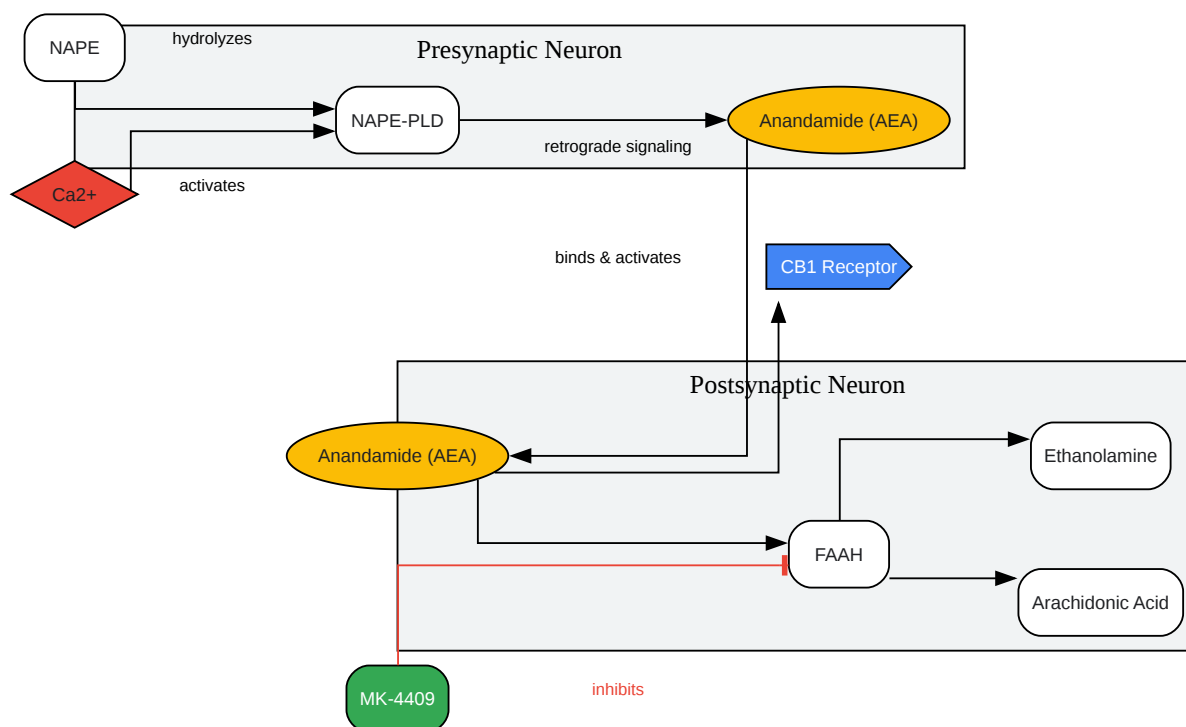 NAPE
hydrolyzes
Presynaptic Neuron
NAPE-PLD
Anandamide (AEA)
retrograde signaling
Ca2+
activates
binds & activates
CB1 Receptor
Postsynaptic Neuron
Anandamide (AEA)
Ethanolamine
FAAH
Arachidonic Acid
MK-4409
inhibits